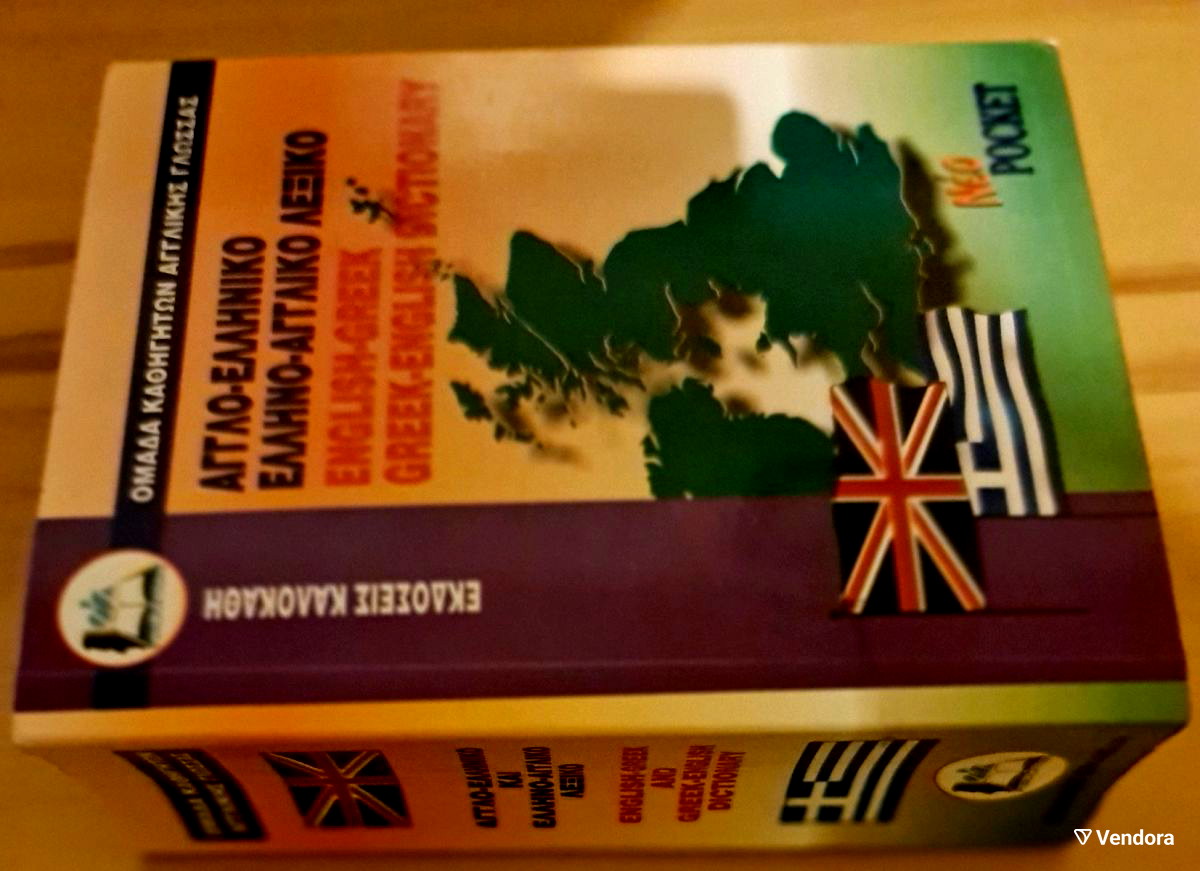 ΟΜΑΔΑ ΚΑΘΗΓΗΤΩΝ ΑΓΓΛΙΚΗΣ ΓΛΩΣΣΑΣ
ΑΓΓΛΟ-ΕΛΛΗΝΙΚΟ
ΕΛΛΗΝΟ-ΑΓΓΛΙΚΟ ΛΕΞΙΚΟ
ENGLISH-GREEK
GREEK-ENGLISH DICTIONARY
ΝΕΟ
POCKET
ΕΚΔΟΣΕΙΣ ΚΑΛΟΚΑΘΗ
ΑΓΓΛΟ-ΕΛΛΗΝΙΚΟ
ΚΑΙ
ΕΛΛΗΝΟ-ΑΓΓΛΙΚΟ
ΛΕΞΙΚΟ
ENGLISH-GREEK
AND
GREEK-ENGLISH
DICTIONARY
Vendora